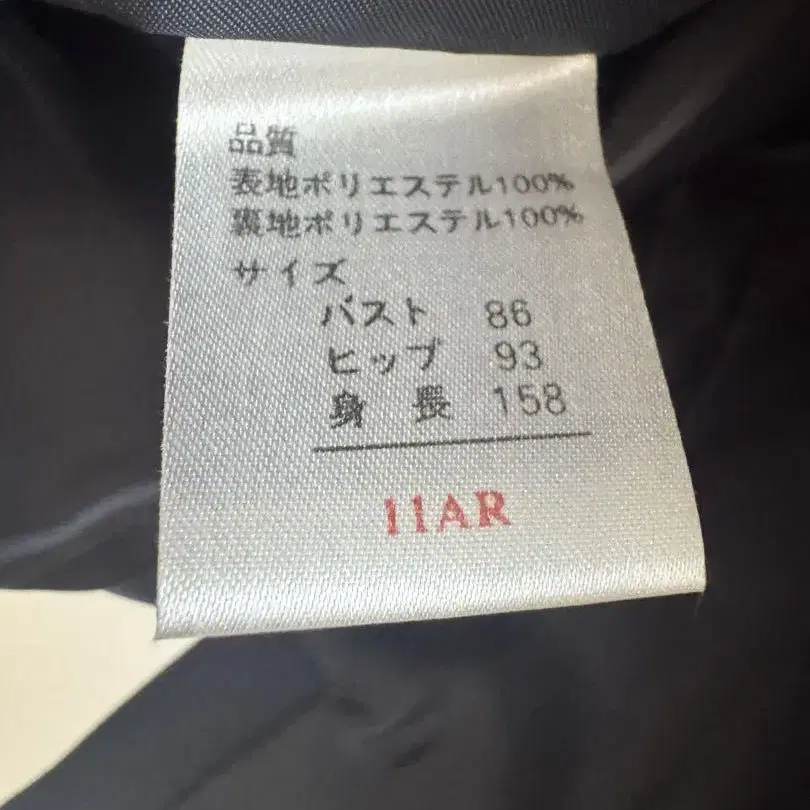 品質
表地ポリエステル100%
裏地ポリエステル100%
サイズ
バスト 86
ヒップ 93
身 長 158
11AR